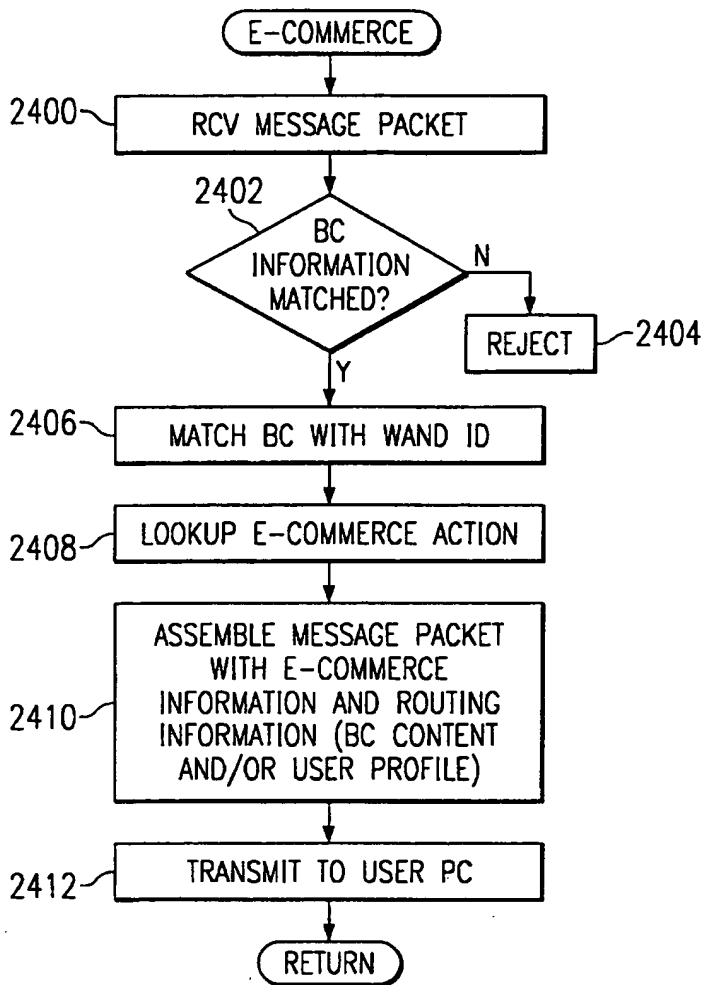 E-COMMERCE
2400
RCV MESSAGE PACKET
2402
BC
INFORMATION
MATCHED?
N
REJECT
2404
Y
2406
MATCH BC WITH WAND ID
2408
LOOKUP E-COMMERCE ACTION
2410
ASSEMBLE MESSAGE PACKET
WITH E-COMMERCE
INFORMATION AND ROUTING
INFORMATION (BC CONTENT
AND/OR USER PROFILE)
2412
TRANSMIT TO USER PC
RETURN